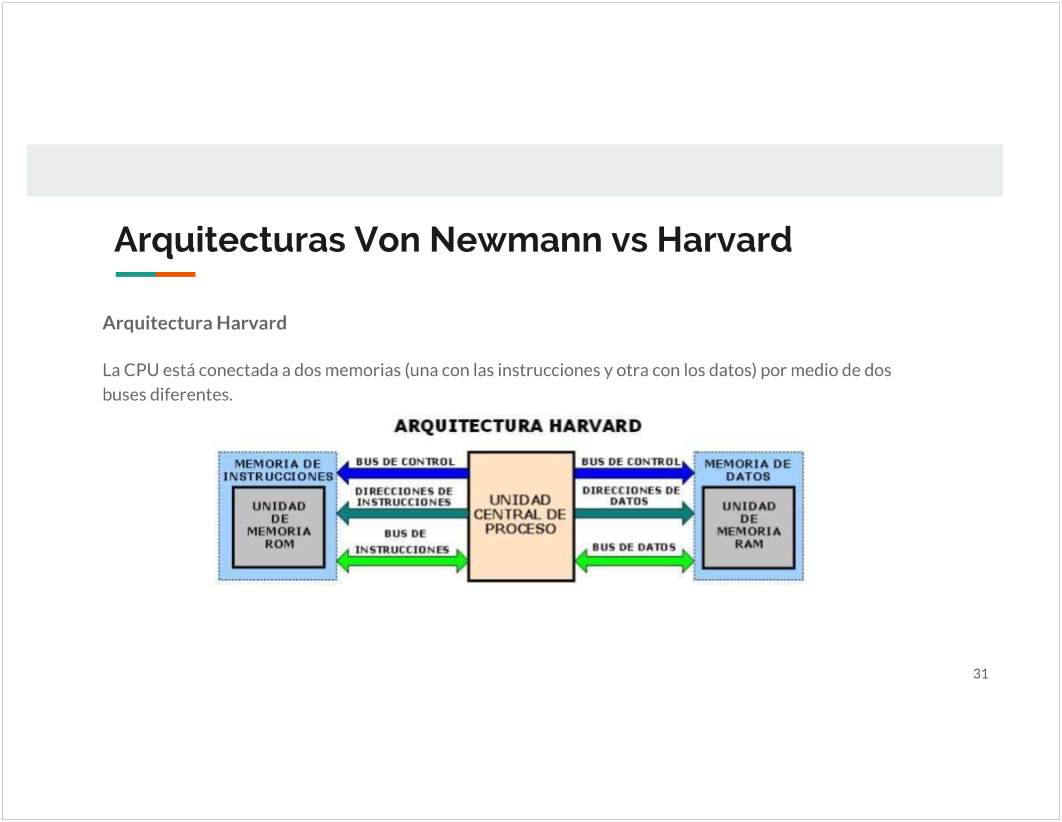 Arquitecturas Von Newmann vs Harvard
Arquitectura Harvard
La CPU está conectada a dos memorias (una con las instrucciones y otra con los datos) por medio de dos
buses diferentes.
ARQUITECTURA HARVARD
MEMORIA DE
INSTRUCCIONES
UNIDAD
DE
MEMORIA
ROM
BUS DE CONTROL
DIRECCIONES DE
INSTRUCCIONES
BUS DE
INSTRUCCIONES
UNIDAD
CENTRAL DE
PROCESO
BUS DE CONTROL
DIRECCIONES DE
DATOS
BUS DE DATOS
MEMORIA DE
DATOS
UNIDAD
DE
MEMORIA
RAM
31